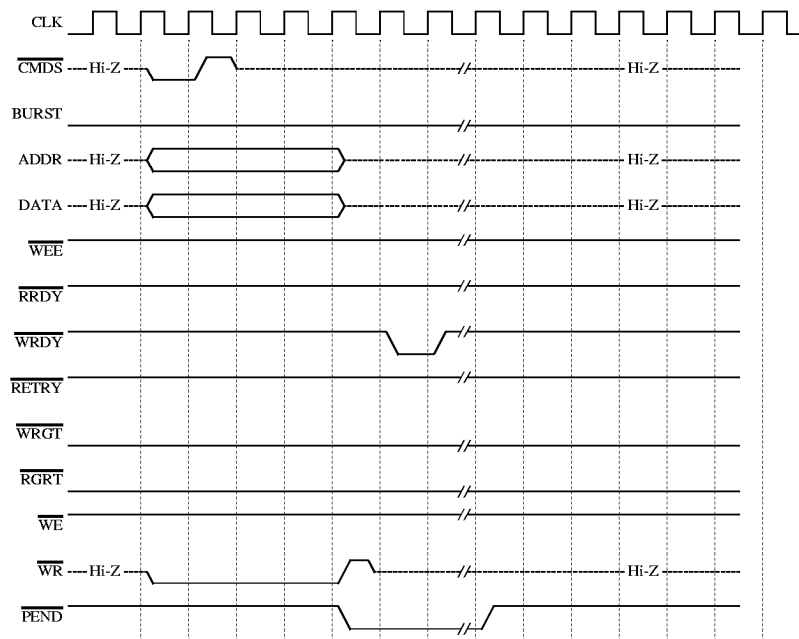 CLK
CMDS Hi-Z Hi-Z
BURST
ADDR Hi-Z Hi-Z
DATA Hi-Z Hi-Z
WEE
RRDY
WRDY
RETRY
WRGT
RGRT
WE
WR Hi-Z Hi-Z
PEND